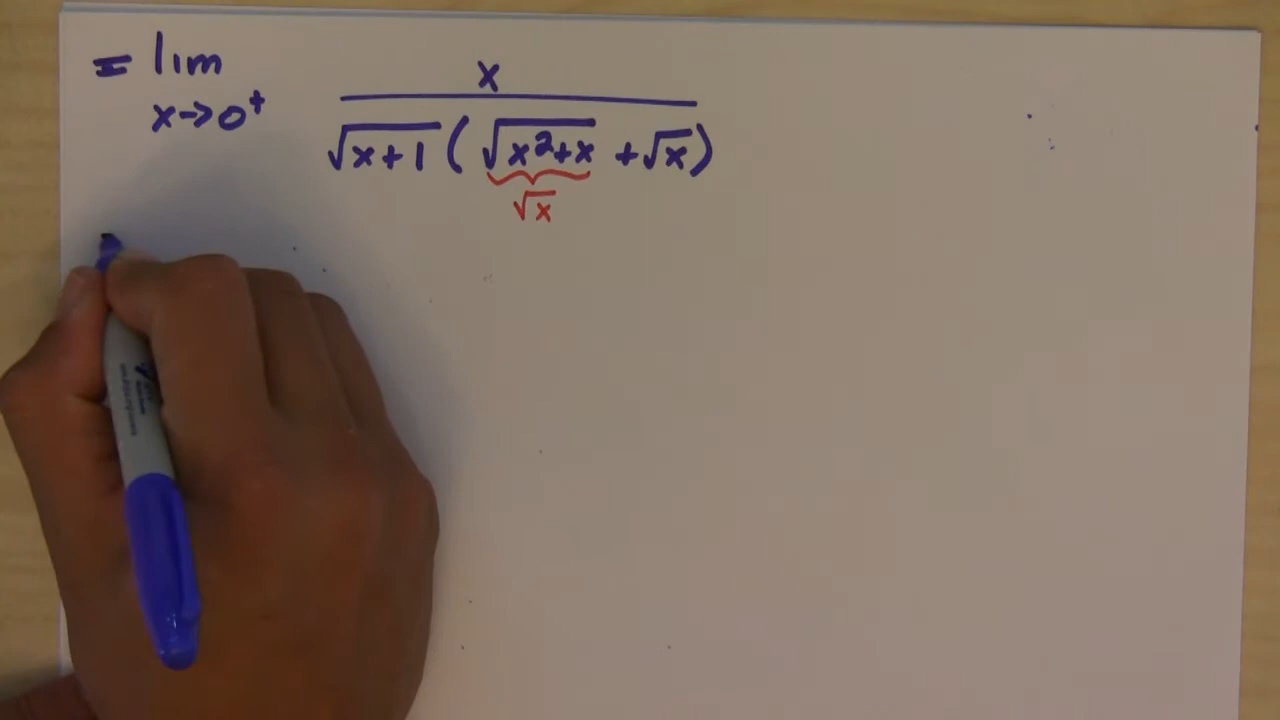 = lim x
x→0⁺ √(x+1) ( √(x²+x) + √x )
√x